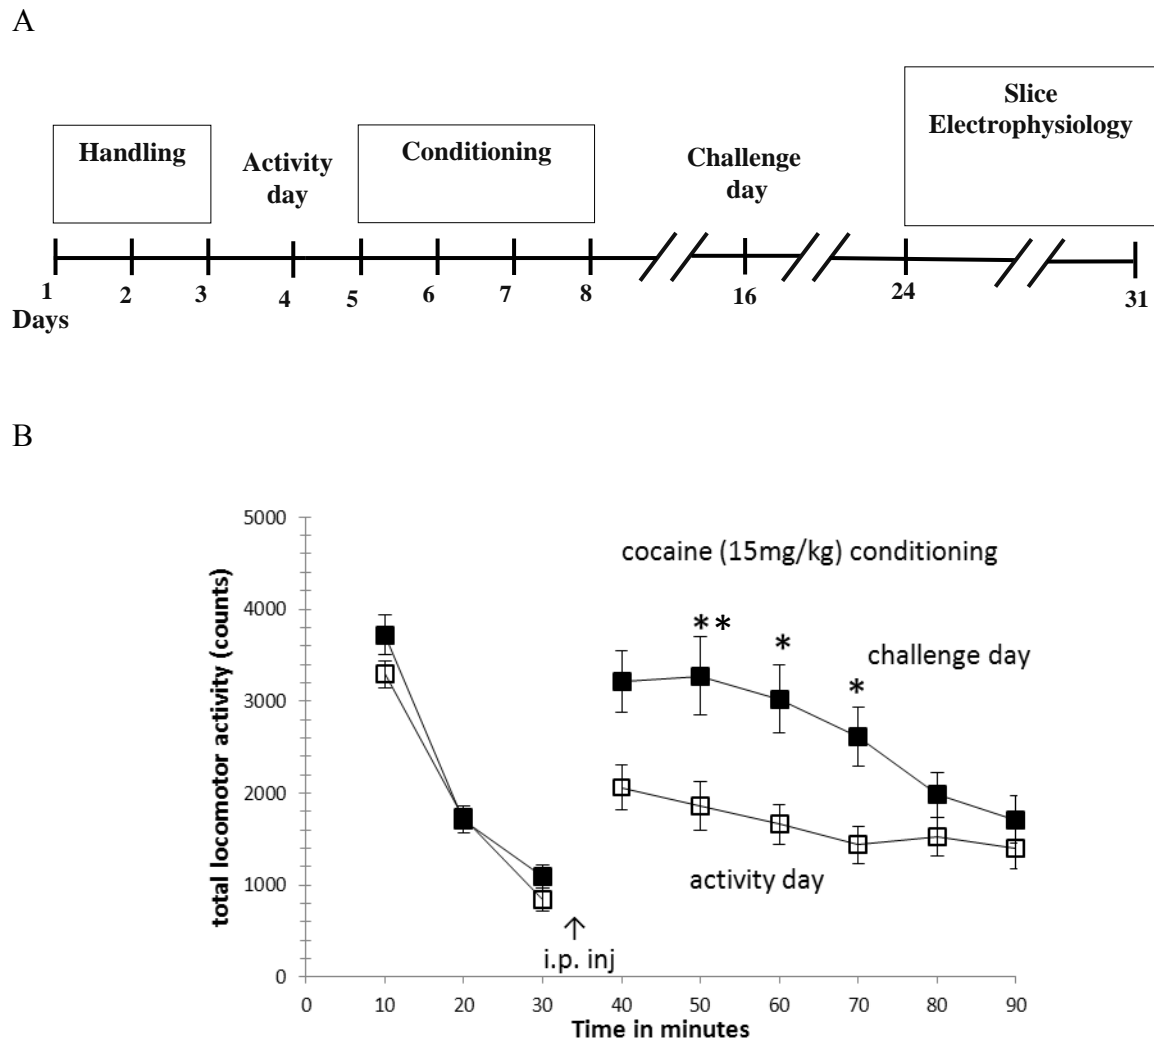 A
Slice
Electrophysiology
Handling
Activity
day
Conditioning
Challenge
day
1 2 3 4 5 6 7 8 16 24 31
Days
B
5000
4000
3000
2000
1000
0
total locomotor activity (counts)
cocaine (15mg/kg) conditioning
** * *
challenge day
activity day
↑
i.p. inj
0 10 20 30 40 50 60 70 80 90
Time in minutes